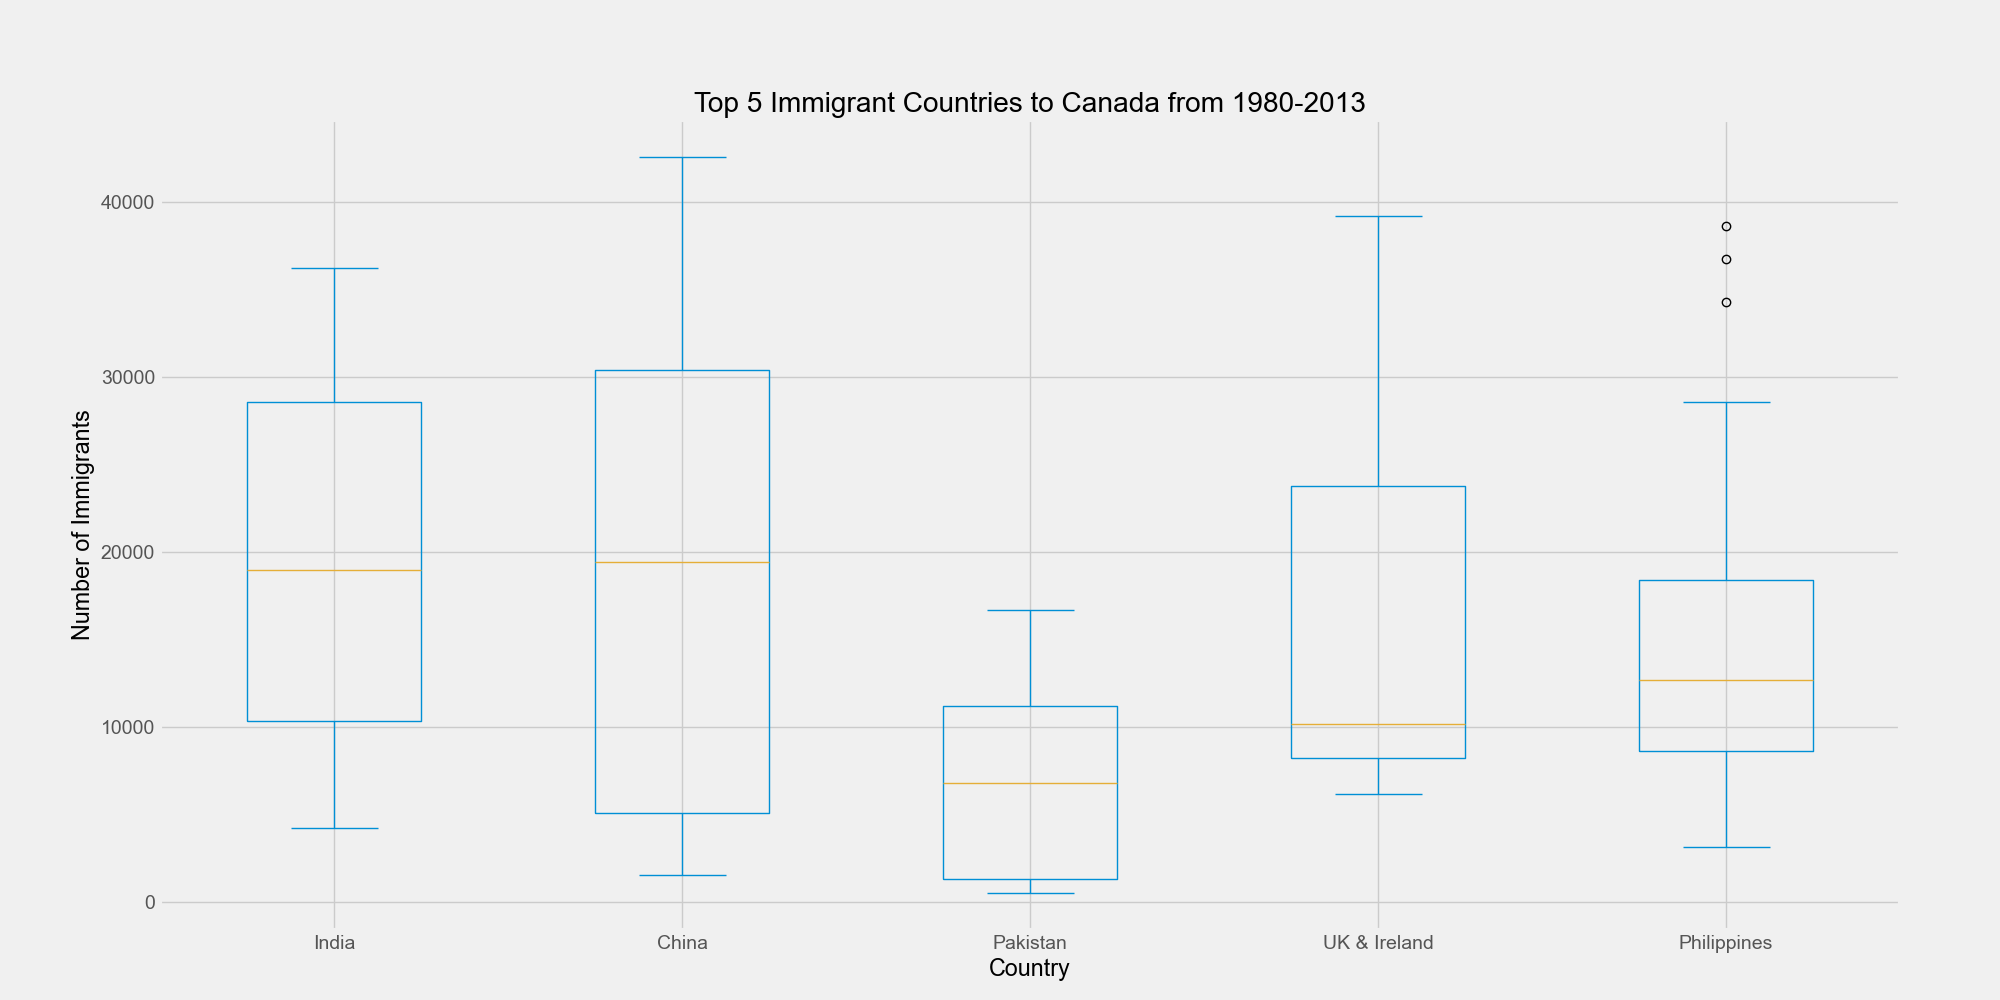 Top 5 Immigrant Countries to Canada from 1980-2013
Number of Immigrants
40000
30000
20000
10000
0
India
China
Pakistan
UK & Ireland
Philippines
Country